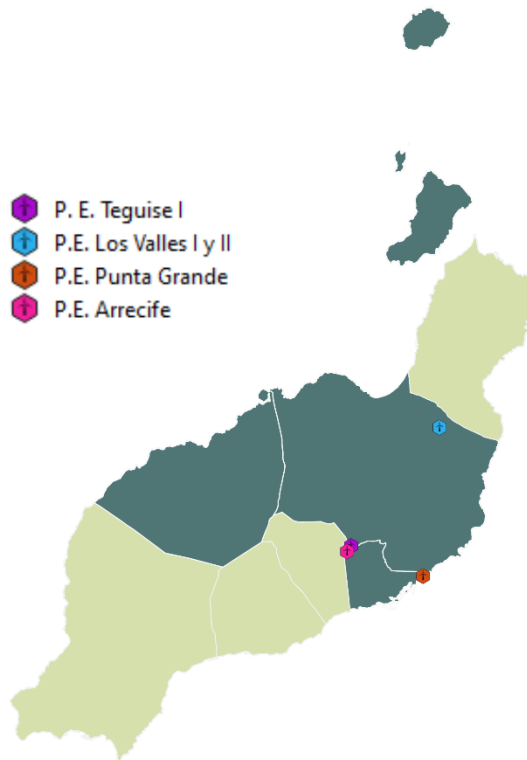 P. E. Teguise I
P.E. Los Valles I y II
P.E. Punta Grande
P.E. Arrecife